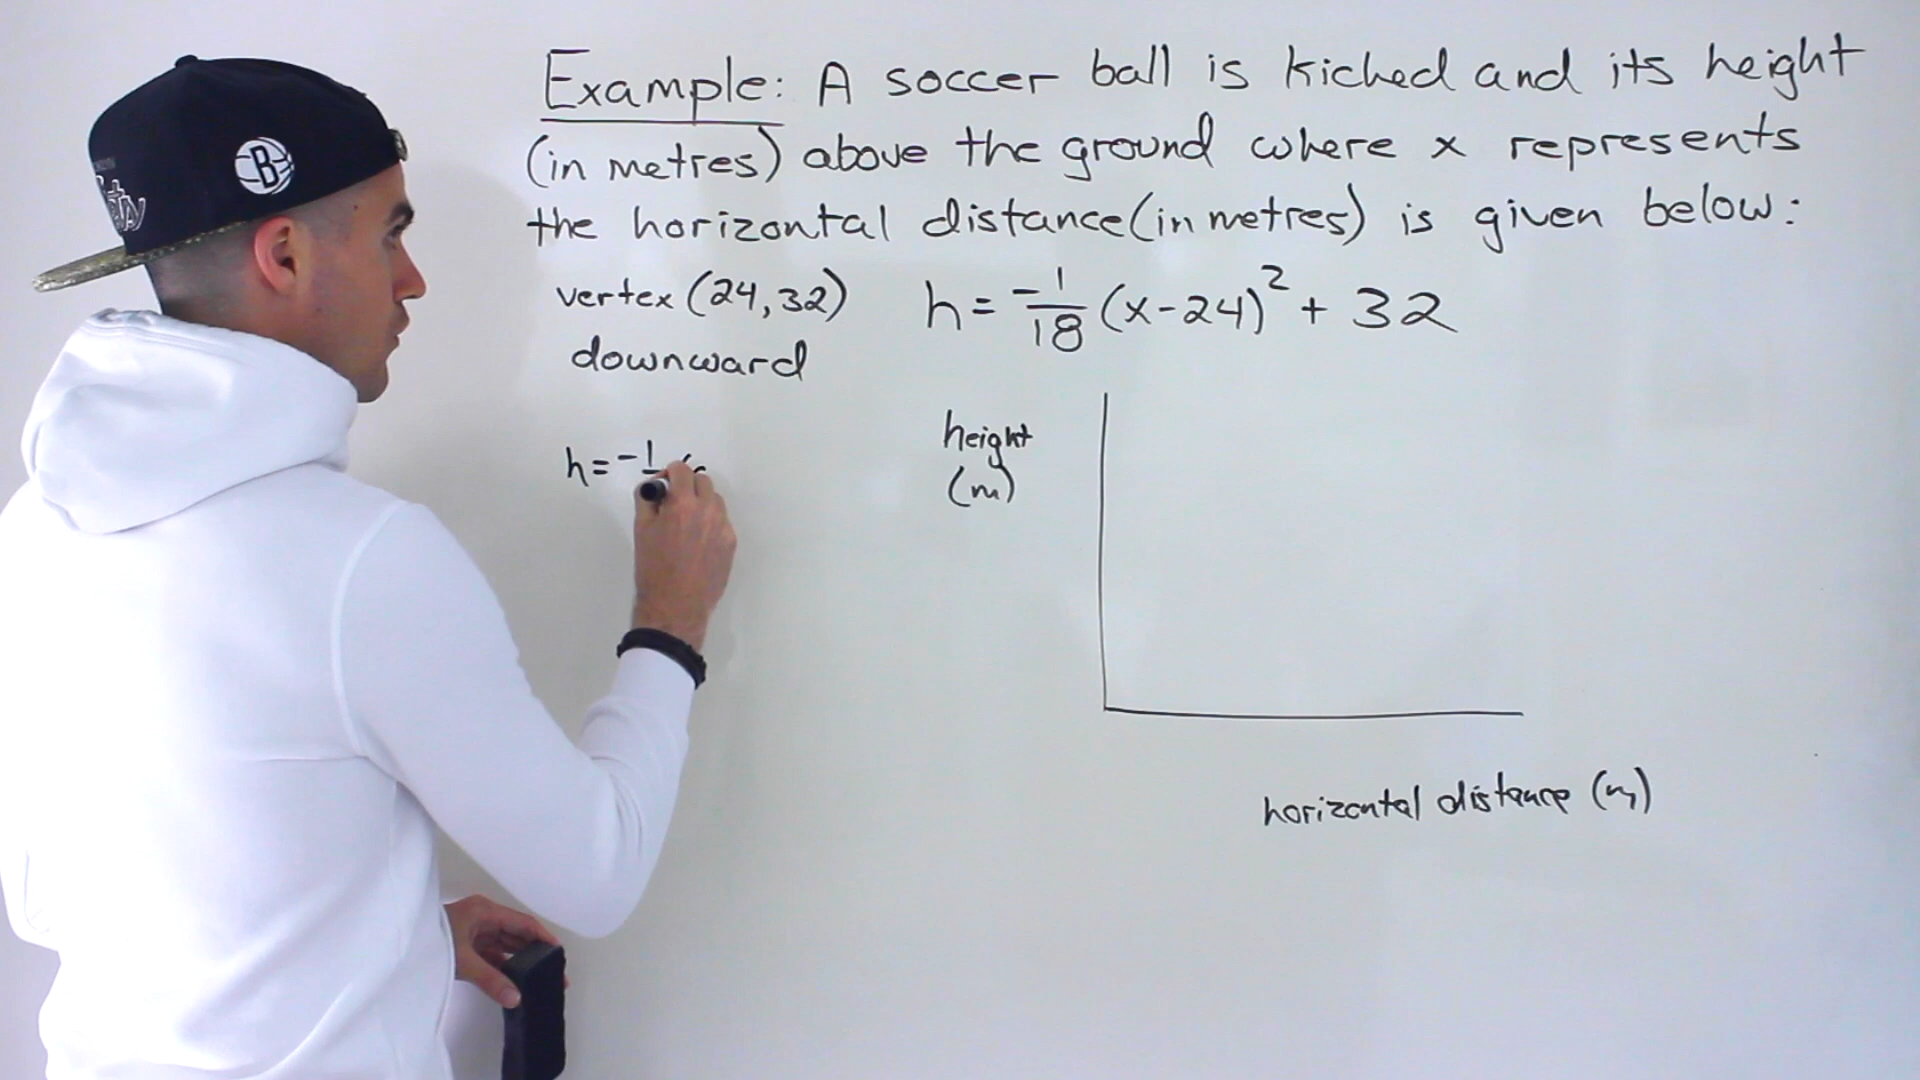 Example: A soccer ball is kicked and its height
(in metres) above the ground where x represents
the horizontal distance (in metres) is given below:
vertex (24,32)
downward
h = -1/18 (x-24)² + 32
h = -1
height
(m)
horizontal distance (m)
B